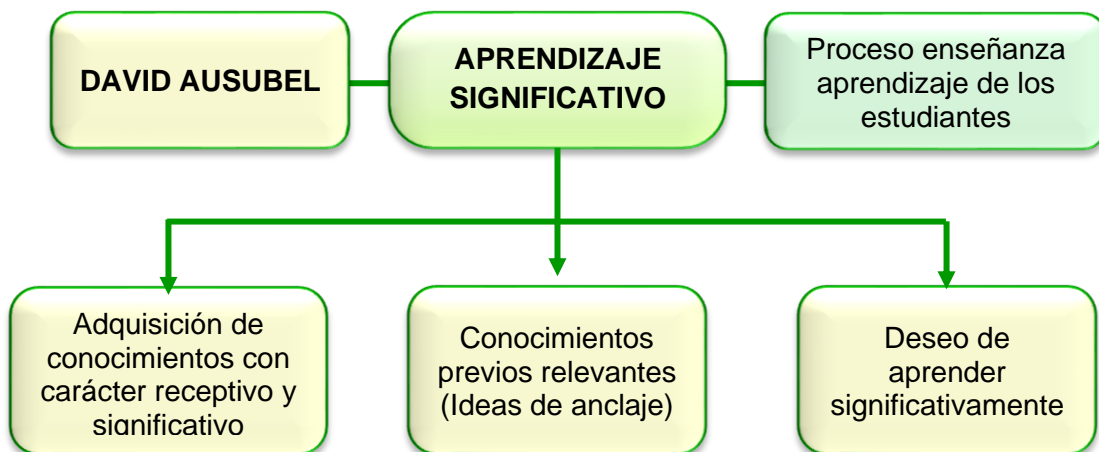 DAVID AUSUBEL
APRENDIZAJE
SIGNIFICATIVO
Proceso enseñanza
aprendizaje de los
estudiantes
Adquisición de
conocimientos con
carácter receptivo y
significativo
Conocimientos
previos relevantes
(Ideas de anclaje)
Deseo de
aprender
significativamente